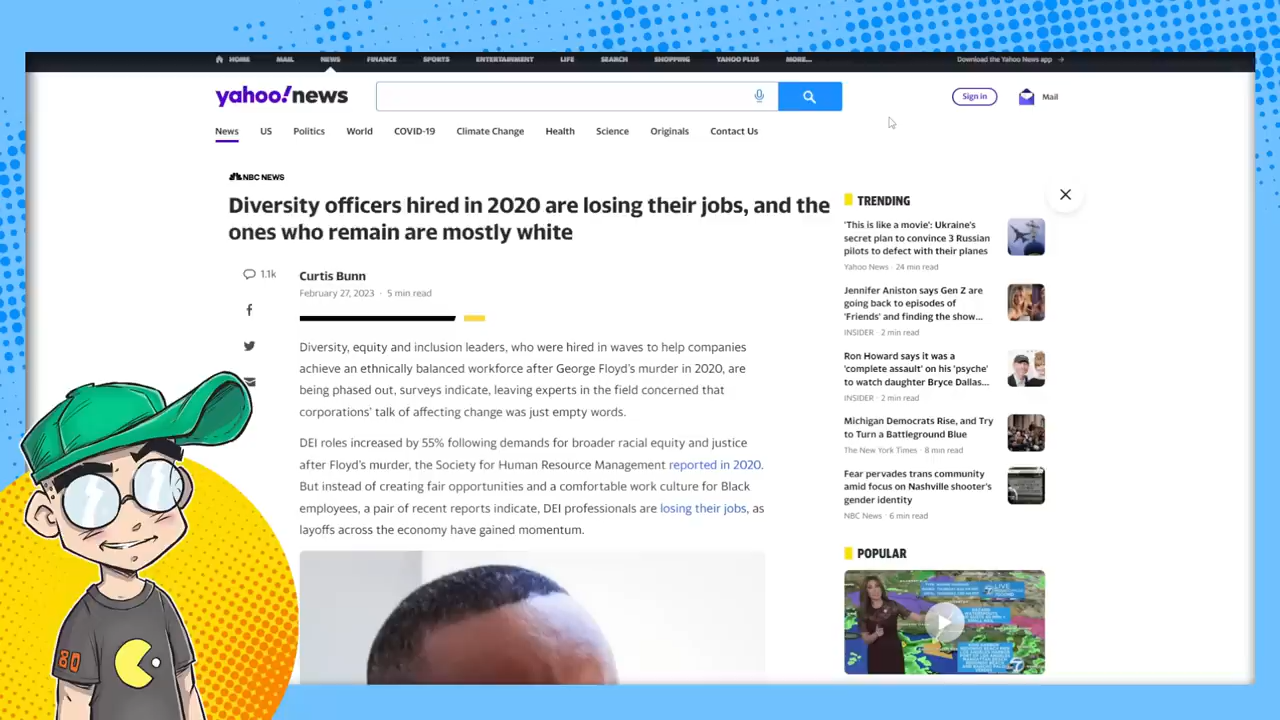 HOME MAIL NEWS FINANCE SPORTS ENTERTAINMENT LIFE SEARCH SHOPPING YAHOO PLUS MORE... Download the Yahoo News app →
yahoo!news
Sign in
Mail
News US Politics World COVID-19 Climate Change Health Science Originals Contact Us
NBC NEWS
Diversity officers hired in 2020 are losing their jobs, and the
ones who remain are mostly white
1.1k
Curtis Bunn
February 27, 2023 · 5 min read
Diversity, equity and inclusion leaders, who were hired in waves to help companies
achieve an ethnically balanced workforce after George Floyd's murder in 2020, are
being phased out, surveys indicate, leaving experts in the field concerned that
corporations' talk of affecting change was just empty words.
DEI roles increased by 55% following demands for broader racial equity and justice
after Floyd's murder, the Society for Human Resource Management reported in 2020.
But instead of creating fair opportunities and a comfortable work culture for Black
employees, a pair of recent reports indicate, DEI professionals are losing their jobs, as
layoffs across the economy have gained momentum.
TRENDING
'This is like a movie': Ukraine's
secret plan to convince 3 Russian
pilots to defect with their planes
Yahoo News · 24 min read
Jennifer Aniston says Gen Z are
going back to episodes of
'Friends' and finding the show...
INSIDER · 2 min read
Ron Howard says it was a
'complete assault' on his 'psyche'
to watch daughter Bryce Dallas...
INSIDER · 2 min read
Michigan Democrats Rise, and Try
to Turn a Battleground Blue
The New York Times · 8 min read
Fear pervades trans community
amid focus on Nashville shooter's
gender identity
NBC News · 6 min read
POPULAR
LIVE
7
80